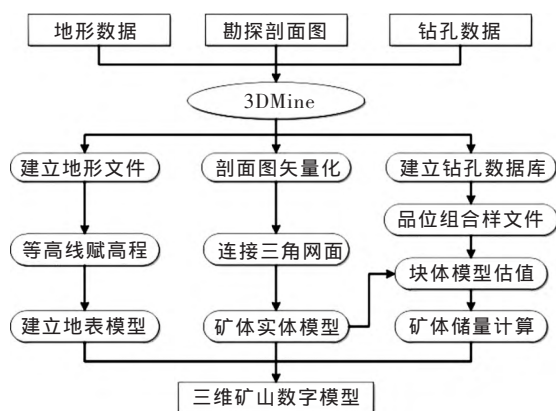 地形数据
勘探剖面图
钻孔数据
3DMine
建立地形文件
剖面图矢量化
建立钻孔数据库
品位组合样文件
等高线赋高程
连接三角网面
块体模型估值
建立地表模型
矿体实体模型
矿体储量计算
三维矿山数字模型